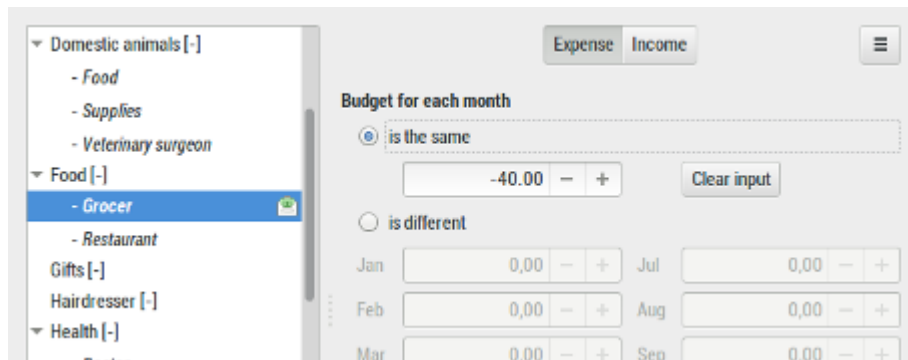 Domestic animals [-]
- Food
- Supplies
- Veterinary surgeon
Food [-]
- Grocer
- Restaurant
Gifts [-]
Hairdresser [-]
Health [-]
Expense Income
Budget for each month
is the same
-40.00 − +
Clear input
is different
Jan 0,00 − + Jul 0,00 − +
Feb 0,00 − + Aug 0,00 − +
Mar 0,00 − + Sep 0,00 − +